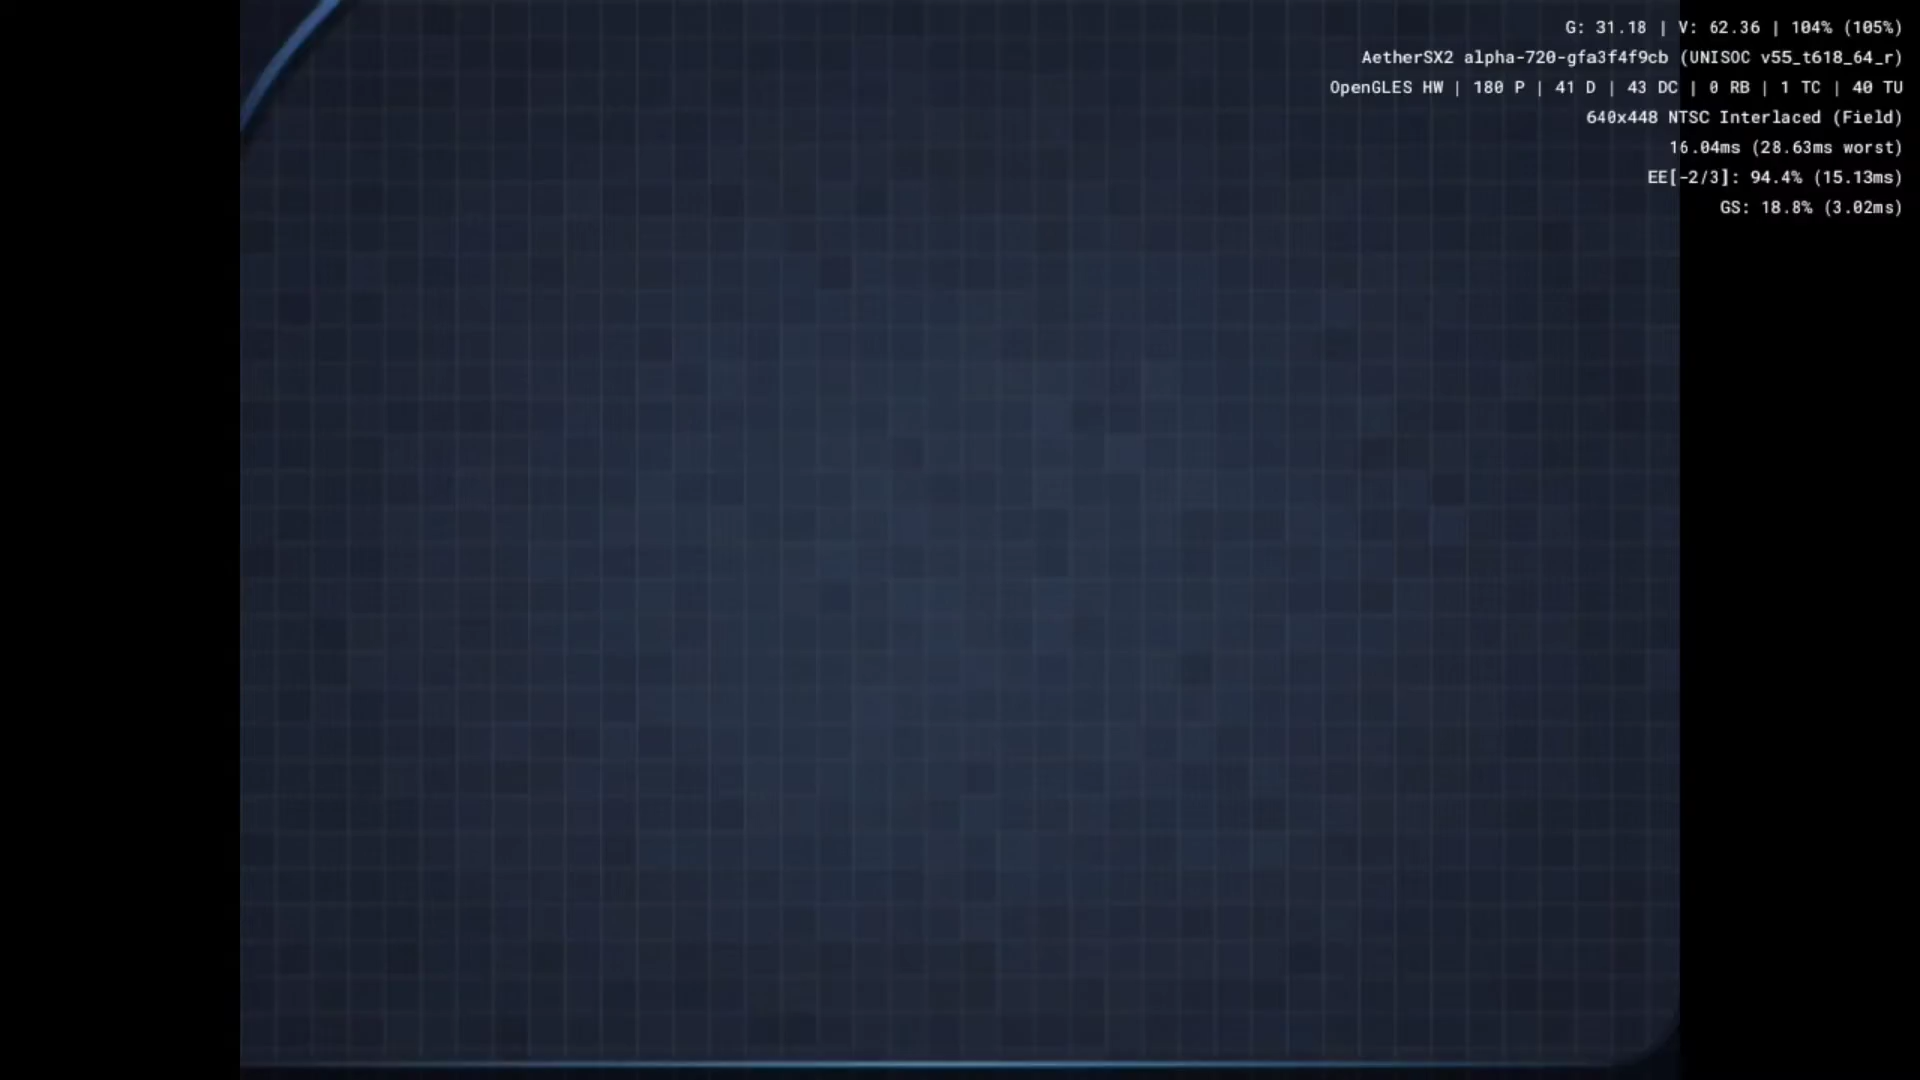 G: 31.18 | V: 62.36 | 104% (105%)
AetherSX2 alpha-720-gfa3f4f9cb (UNISOC v55_t618_64_r)
OpenGLES HW | 180 P | 41 D | 43 DC | 0 RB | 1 TC | 40 TU
640x448 NTSC Interlaced (Field)
16.04ms (28.63ms worst)
EE[-2/3]: 94.4% (15.13ms)
GS: 18.8% (3.02ms)